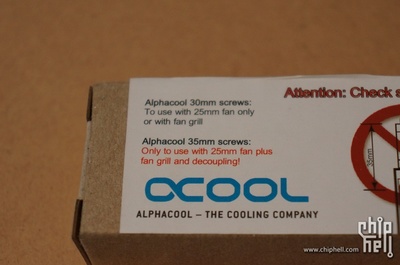 Attention: Check
Alphacool 30mm screws:
To use with 25mm fan only
or with fan grill
Alphacool 35mm screws:
Only to use with 25mm fan plus
fan grill and decoupling!
35mm
ACOOL
ALPHACOOL – THE COOLING COMPANY
chip
hell
www.chiphell.com